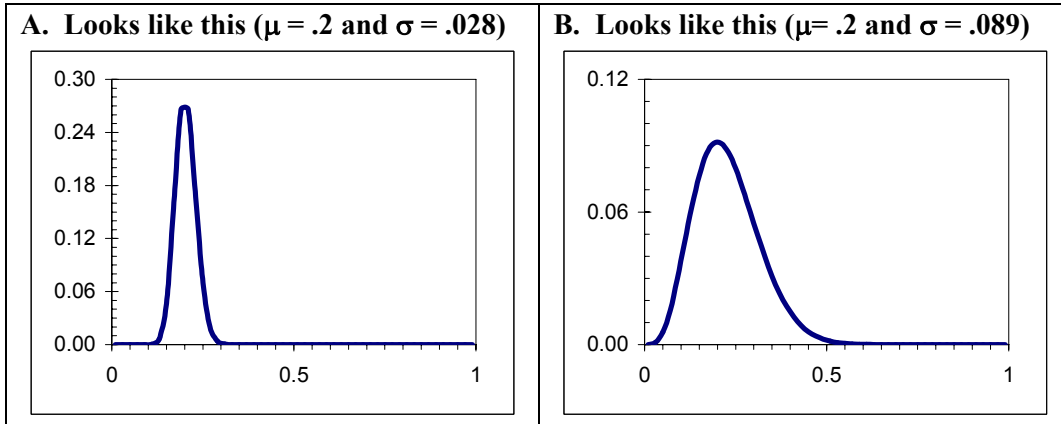 A. Looks like this (μ = .2 and σ = .028)
0.30
0.24
0.18
0.12
0.06
0.00
0 0.5 1
B. Looks like this (μ= .2 and σ = .089)
0.12
0.06
0.00
0 0.5 1